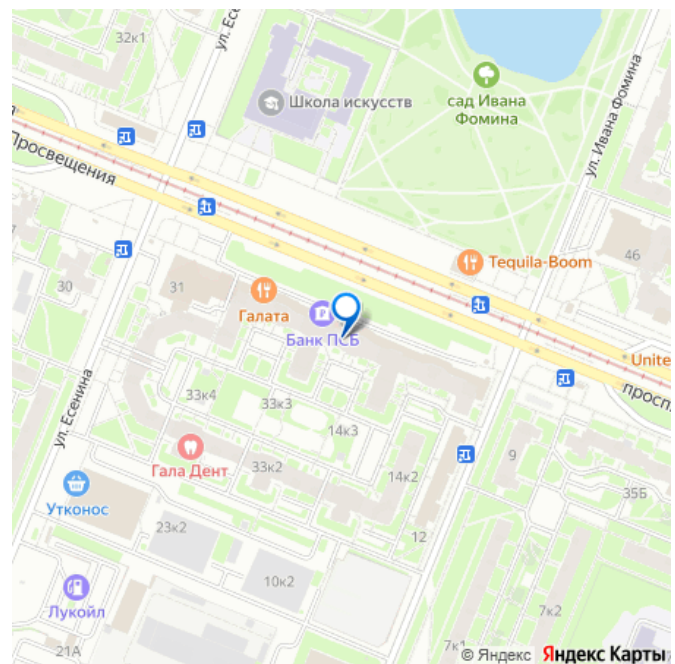 32к1
ул. Есенина
Школа искусств
сад Ивана
Фомина
ул. Ивана Фомина
Просвещения
Tequila-Boom
46
30
31
Галата
Банк ПСБ
Unite
просп
33к4
33к3
14к3
ул. Есенина
Гала Дент
33к2
14к2
9
35Б
Утконос
23к2
12
10к2
Лукойл
7к2
21А
7к1
© Яндекс Яндекс Карты